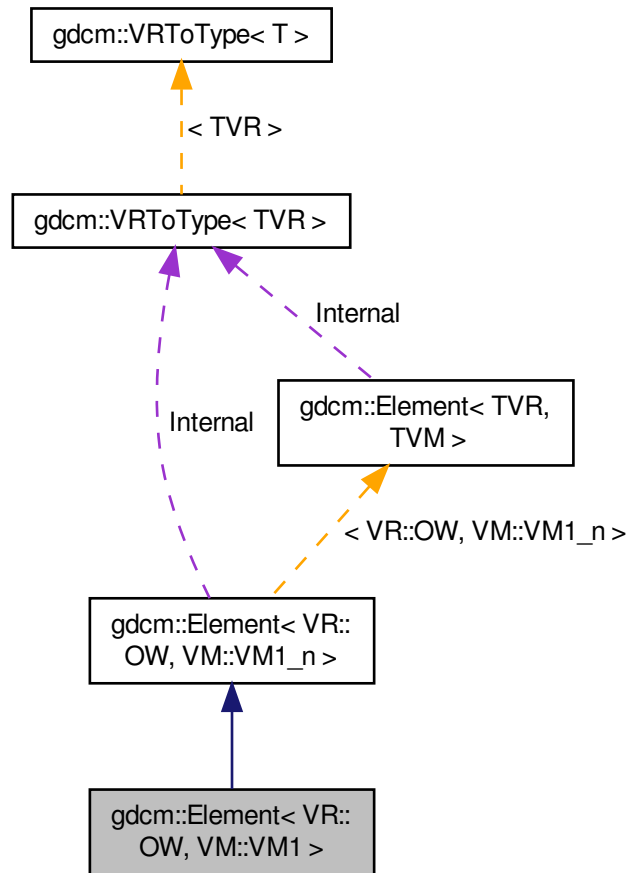 gdcm::VRToType< T >
< TVR >
gdcm::VRToType< TVR >
Internal
gdcm::Element< TVR,
TVM >
Internal
< VR::OW, VM::VM1_n >
gdcm::Element< VR::
OW, VM::VM1_n >
gdcm::Element< VR::
OW, VM::VM1 >